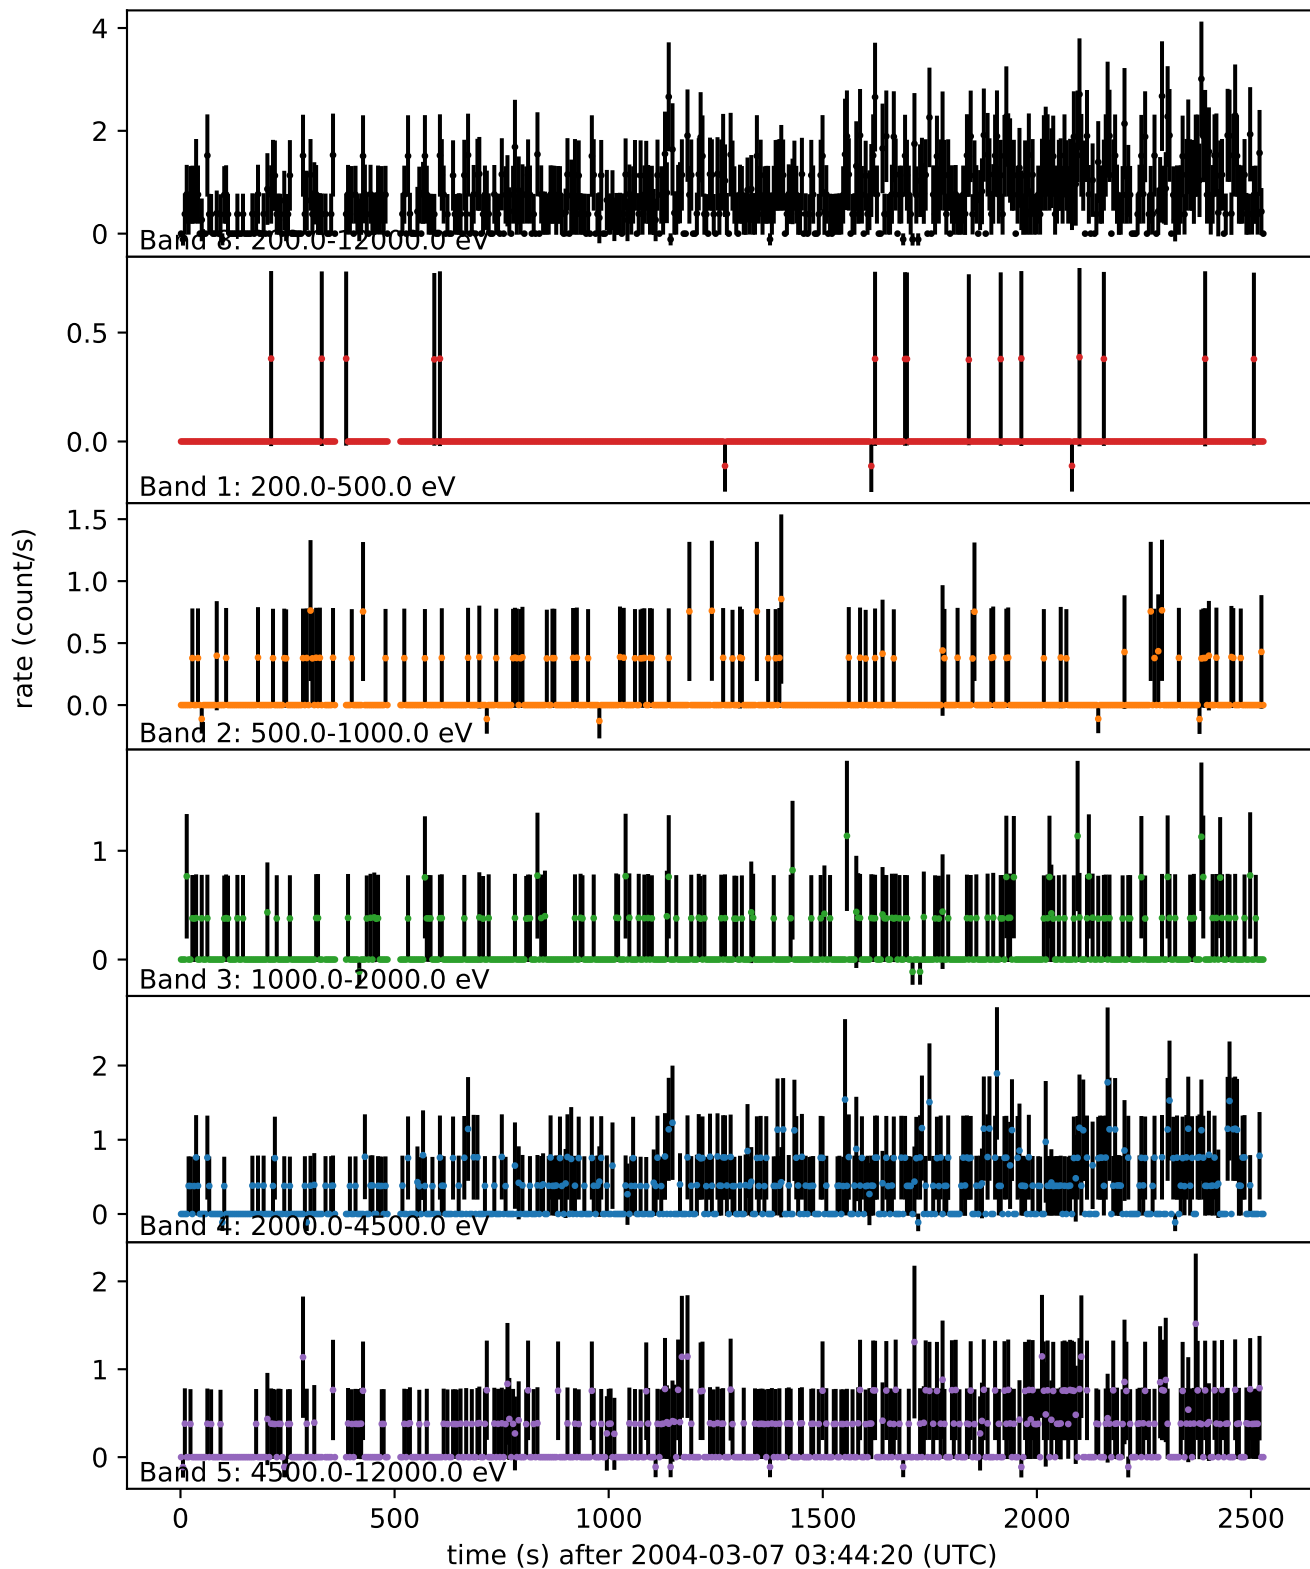 4
2
0
Band 8: 200.0-12000.0 eV
0.5
0.0
Band 1: 200.0-500.0 eV
rate (count/s)
1.5
1.0
0.5
0.0
Band 2: 500.0-1000.0 eV
1
0
Band 3: 1000.0-2000.0 eV
2
1
0
Band 4: 2000.0-4500.0 eV
2
1
0
Band 5: 4500.0-12000.0 eV
0 500 1000 1500 2000 2500
time (s) after 2004-03-07 03:44:20 (UTC)